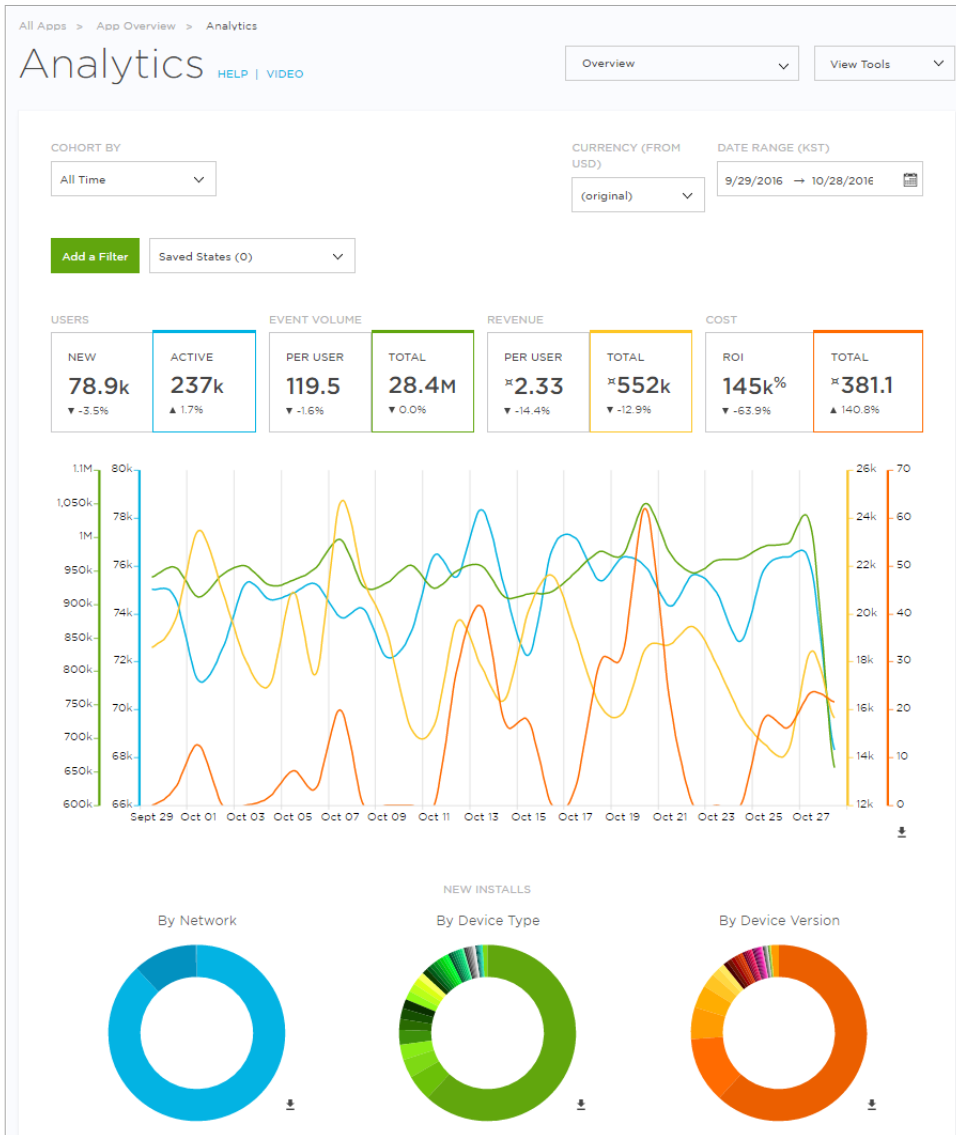 All Apps > App Overview > Analytics
Analytics HELP | VIDEO
Overview
View Tools
COHORT BY
All Time
CURRENCY (FROM USD)
(original)
DATE RANGE (KST)
9/29/2016 → 10/28/2016
Add a Filter
Saved States (0)
USERS
NEW
78.9k
▼ -3.5%
ACTIVE
237k
▲ 1.7%
EVENT VOLUME
PER USER
119.5
▼ -1.6%
TOTAL
28.4M
▼ 0.0%
REVENUE
PER USER
¤2.33
▼ -14.4%
TOTAL
¤552k
▼ -12.9%
COST
ROI
145k%
▼ -63.9%
TOTAL
¤381.1
▲ 140.8%
1.1M 80k 26k 70
1,050k 78k 24k 60
1M 76k 22k 50
950k 74k 20k 40
900k 72k 18k 30
850k 70k 16k 20
800k 68k 14k 10
750k 66k 12k 0
700k
650k
600k
Sept 29 Oct 01 Oct 03 Oct 05 Oct 07 Oct 09 Oct 11 Oct 13 Oct 15 Oct 17 Oct 19 Oct 21 Oct 23 Oct 25 Oct 27
NEW INSTALLS
By Network
By Device Type
By Device Version